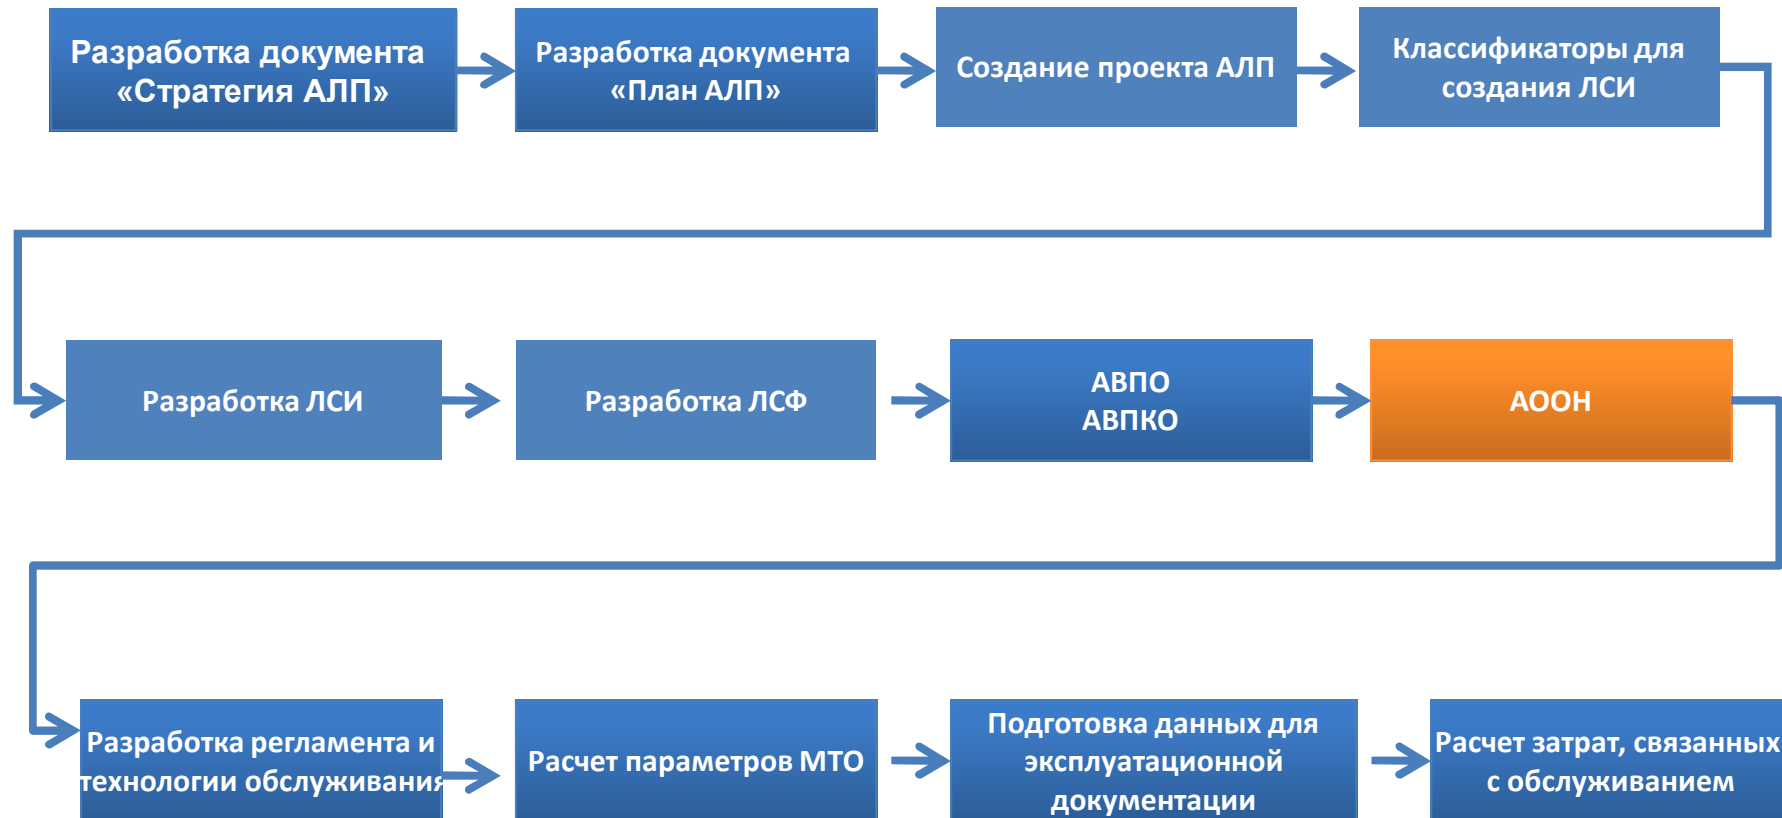 Разработка документа
«Стратегия АЛП»
Разработка документа
«План АЛП»
Создание проекта АЛП
Классификаторы для
создания ЛСИ
Разработка ЛСИ
Разработка ЛСФ
АВПО
АВПКО
АООН
Разработка регламента и
технологии обслуживания
Расчет параметров МТО
Подготовка данных для
эксплуатационной
документации
Расчет затрат, связанных
с обслуживанием